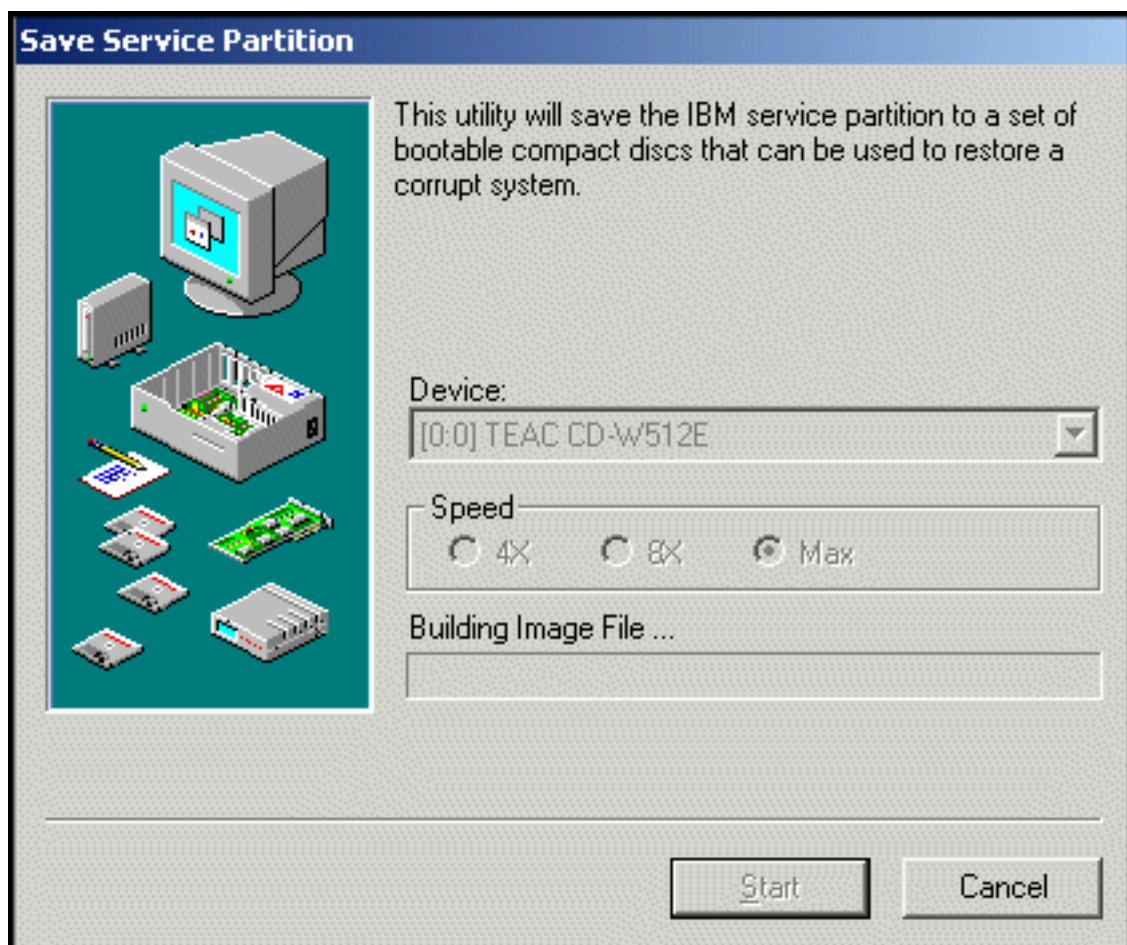 Save Service Partition
This utility will save the IBM service partition to a set of
bootable compact discs that can be used to restore a
corrupt system.
Device:
[0:0] TEAC CD-W512E
Speed
4X 8X Max
Building Image File ...
Start Cancel